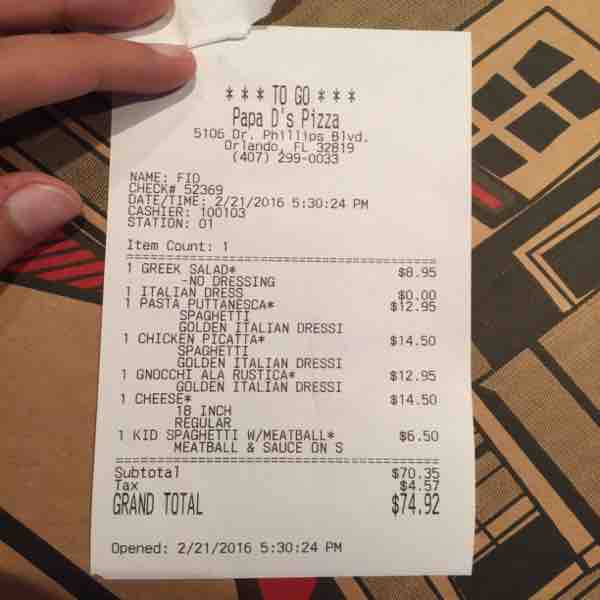 * * * TO GO * * *
Papa D's Pizza
5106 Dr. Phillips Blvd.
Orlando, FL 32819
(407) 299-0033
NAME: FIO
CHECK# 52369
DATE/TIME: 2/21/2016 5:30:24 PM
CASHIER: 100103
STATION: 01
Item Count: 1
1 GREEK SALAD* $8.95
-NO DRESSING
1 ITALIAN DRESS $0.00
1 PASTA PUTTANESCA* $12.95
SPAGHETTI
GOLDEN ITALIAN DRESSI
1 CHICKEN PICATTA* $14.50
SPAGHETTI
GOLDEN ITALIAN DRESSI
1 GNOCCHI ALA RUSTICA* $12.95
GOLDEN ITALIAN DRESSI
1 CHEESE* $14.50
18 INCH
REGULAR
1 KID SPAGHETTI W/MEATBALL* $6.50
MEATBALL & SAUCE ON S
Subtotal $70.35
Tax $4.57
GRAND TOTAL $74.92
Opened: 2/21/2016 5:30:24 PM